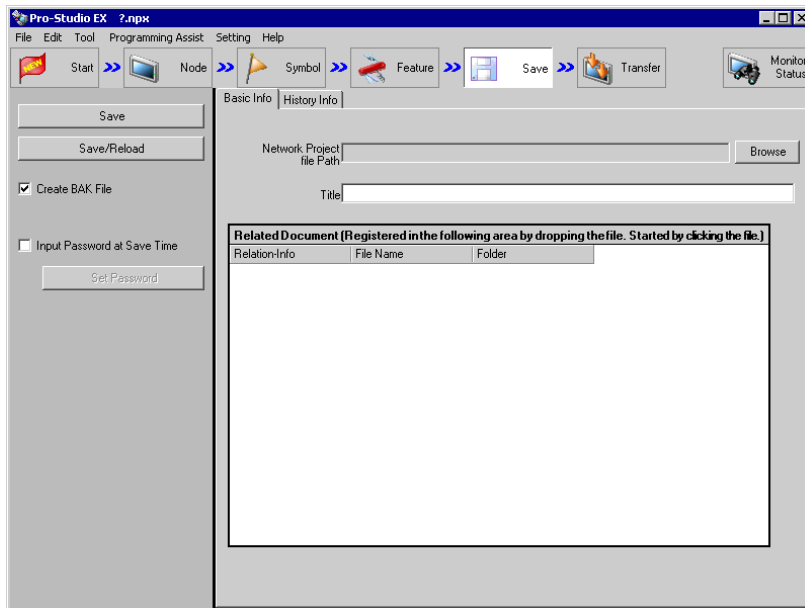 Pro-Studio EX ?.npx
File Edit Tool Programming Assist Setting Help
NEW Start Node Symbol Feature Save Transfer Monitor Status
Basic Info History Info
Save
Save/Reload
Create BAK File
Input Password at Save Time
Set Password
Network Project
file Path
Browse
Title
Related Document (Registered in the following area by dropping the file. Started by clicking the file.)
Relation-Info File Name Folder